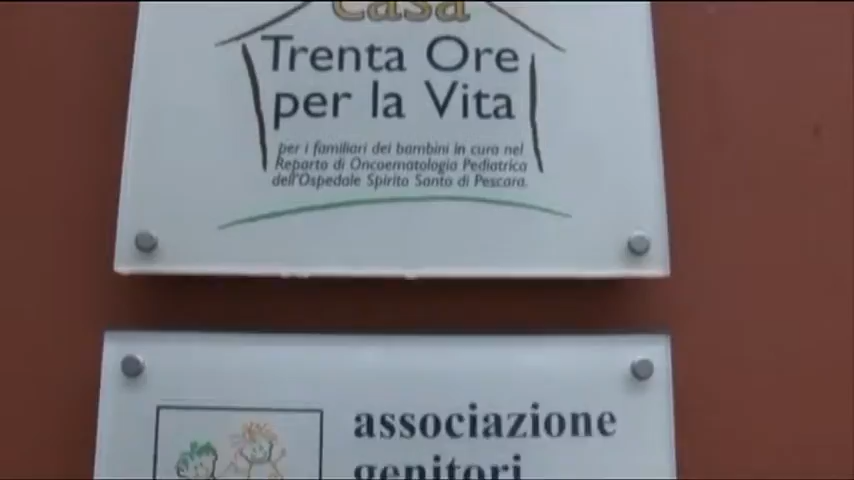 casa
Trenta Ore
per la Vita
per i familiari dei bambini in cura nel
Reparto di Oncoematologia Pediatrica
dell'Ospedale Spirito Santo di Pescara.
associazione
genitori